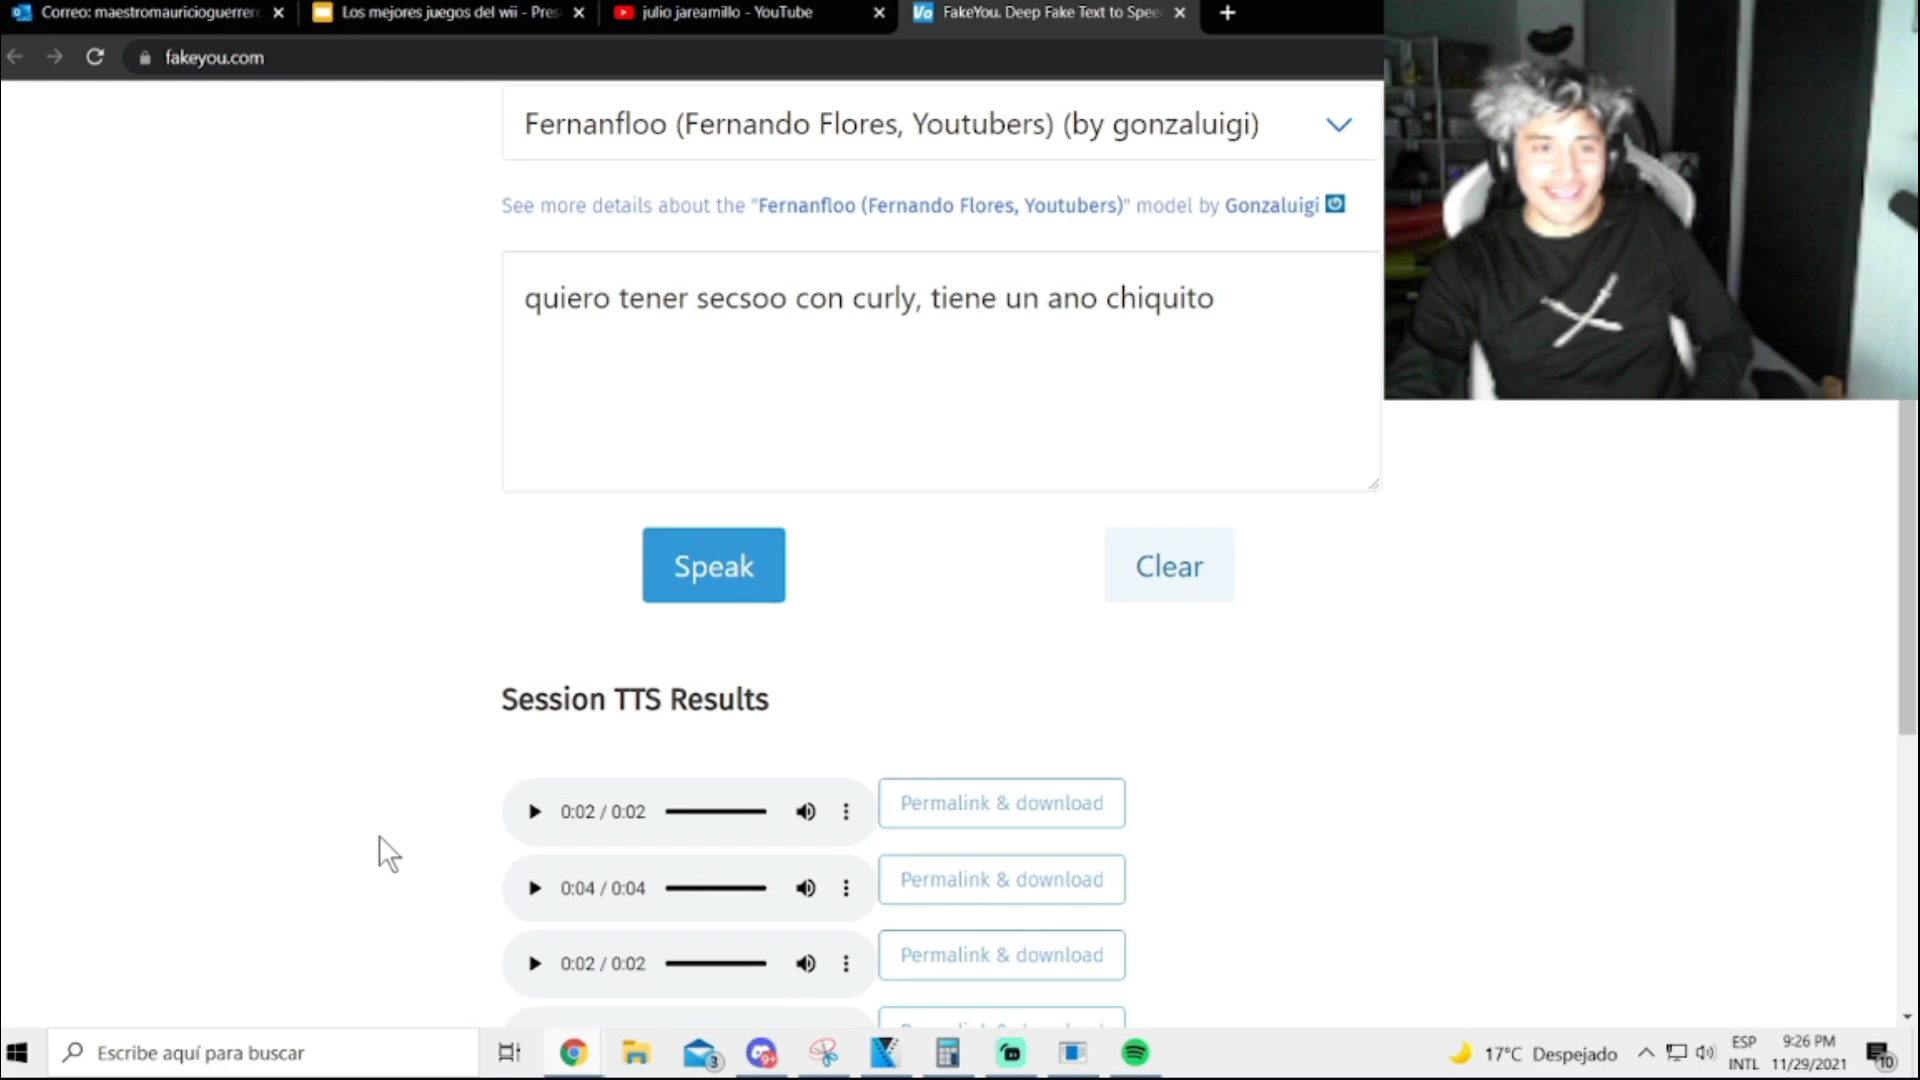 Correo: maestromauricioguerrero
Los mejores juegos del wii - Pres
julio jareamillo - YouTube
FakeYou. Deep Fake Text to Spee
fakeyou.com
Fernanfloo (Fernando Flores, Youtubers) (by gonzaluigi)
See more details about the "Fernanfloo (Fernando Flores, Youtubers)" model by Gonzaluigi
quiero tener secsoo con curly, tiene un ano chiquito
Speak
Clear
Session TTS Results
0:02 / 0:02
Permalink & download
0:04 / 0:04
Permalink & download
0:02 / 0:02
Permalink & download
Escribe aquí para buscar
3
9+
17°C Despejado
ESP
INTL
9:26 PM
11/29/2021
10